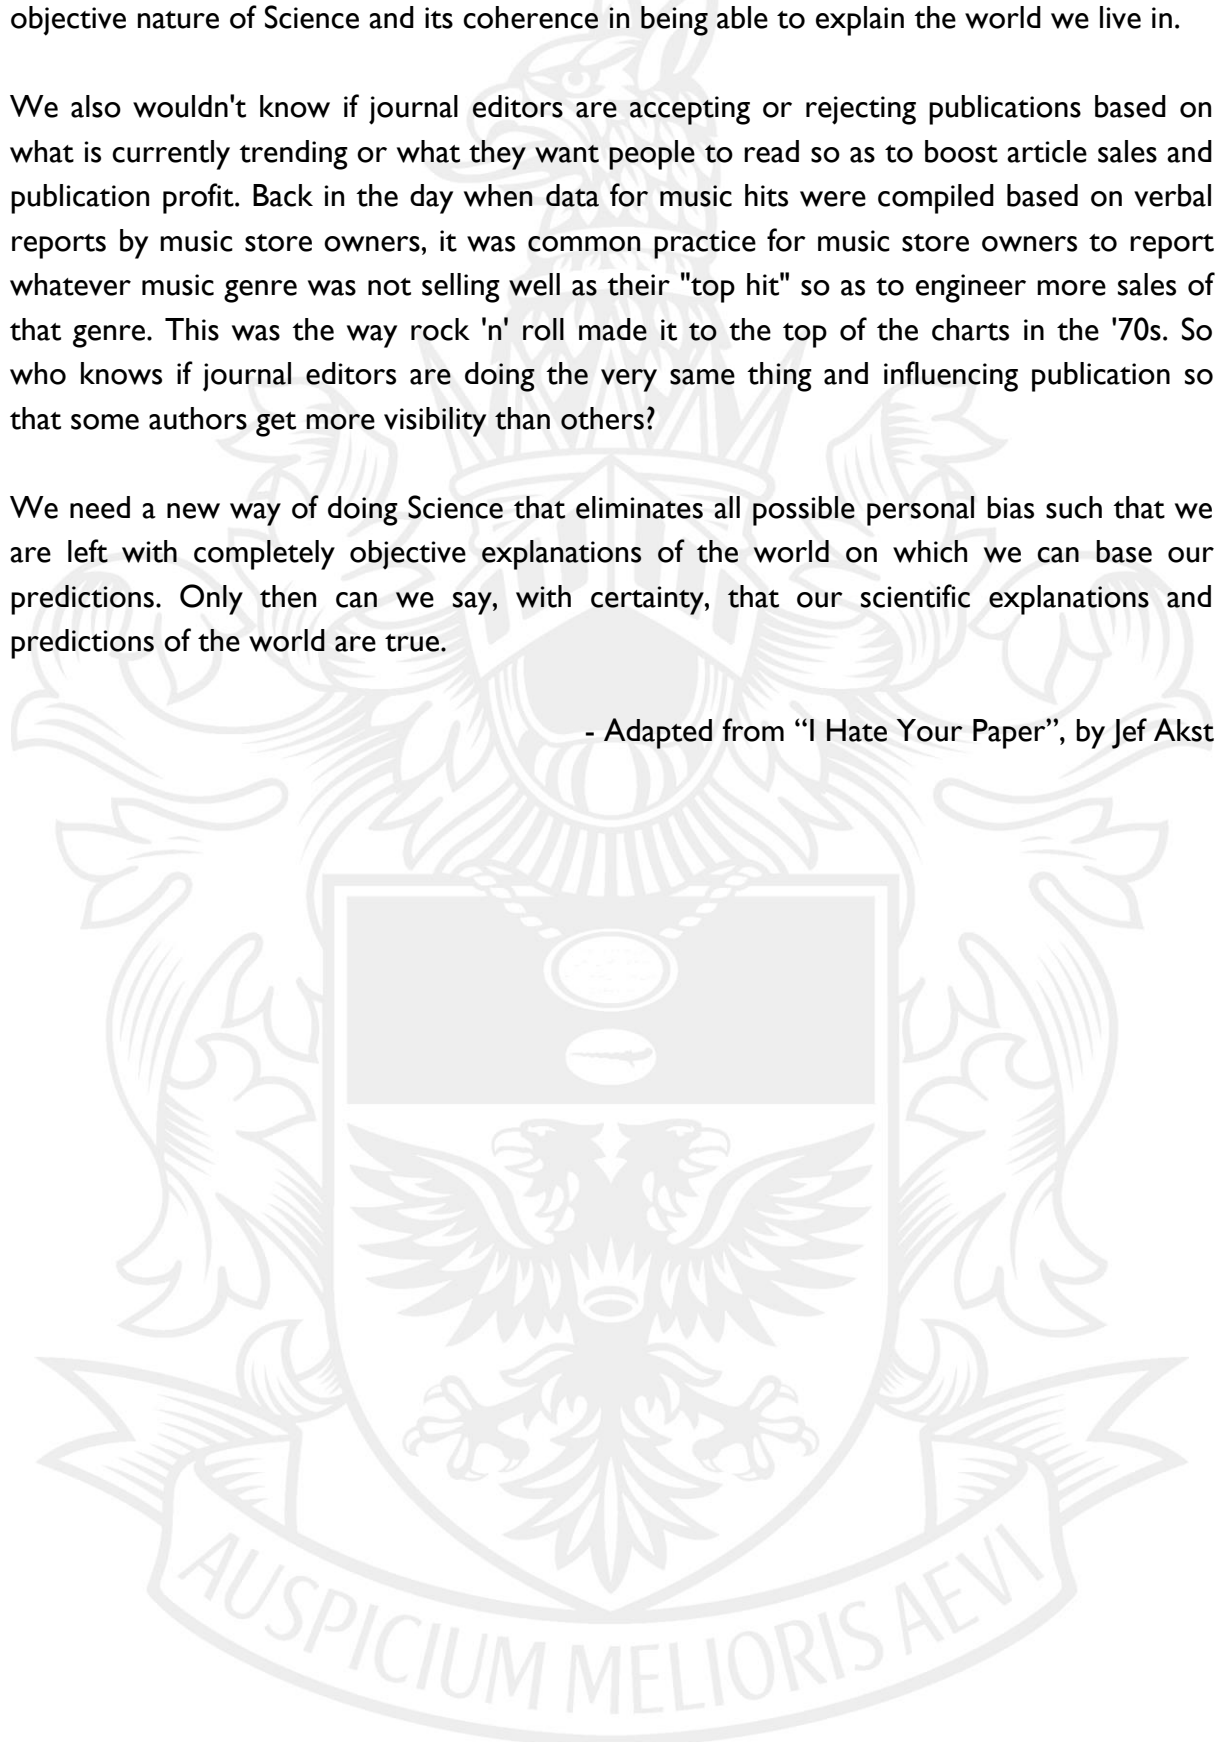 objective nature of Science and its coherence in being able to explain the world we live in.
We also wouldn't know if journal editors are accepting or rejecting publications based on
what is currently trending or what they want people to read so as to boost article sales and
publication profit. Back in the day when data for music hits were compiled based on verbal
reports by music store owners, it was common practice for music store owners to report
whatever music genre was not selling well as their "top hit" so as to engineer more sales of
that genre. This was the way rock 'n' roll made it to the top of the charts in the '70s. So
who knows if journal editors are doing the very same thing and influencing publication so
that some authors get more visibility than others?
We need a new way of doing Science that eliminates all possible personal bias such that we
are left with completely objective explanations of the world on which we can base our
predictions. Only then can we say, with certainty, that our scientific explanations and
predictions of the world are true.
- Adapted from “I Hate Your Paper”, by Jef Akst
AUSPICIUM MELIORIS AEVI